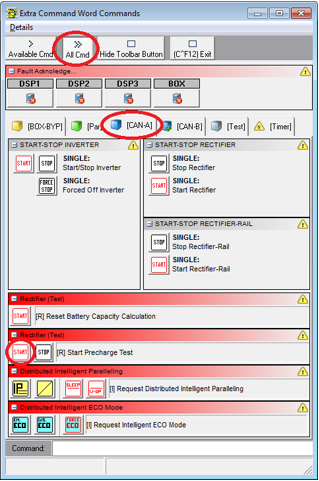 Extra Command Word Commands
Details
Available Cmd All Cmd Hide Toolbar Button [C^F12] Exit
Fault Acknoledge...
DSP1 DSP2 DSP3 BOX
[BOX-BYP] [Par] [CAN-A] [CAN-B] [Test] [Timer]
START-STOP INVERTER
START STOP SINGLE:
Start/Stop Inverter
FORCE STOP SINGLE:
Forced Off Inverter
START-STOP RECTIFIER
STOP SINGLE:
Stop Rectifier
START SINGLE:
Start Rectifier
START-STOP RECTIFIER-RAIL
STOP SINGLE:
Stop Rectifier-Rail
START SINGLE:
Start Rectifier-Rail
Rectifier (Test)
START [R] Reset Battery Capacity Calculation
Rectifier (Test)
START STOP [R] Start Precharge Test
Distributed Intelligent Paralleling
IP SLEEP [I] Request Distributed Intelligent Paralleling
Distributed Intelligent ECO Mode
ECO ECO FORCE ECO [I] Request Intelligent ECO Mode
Command: